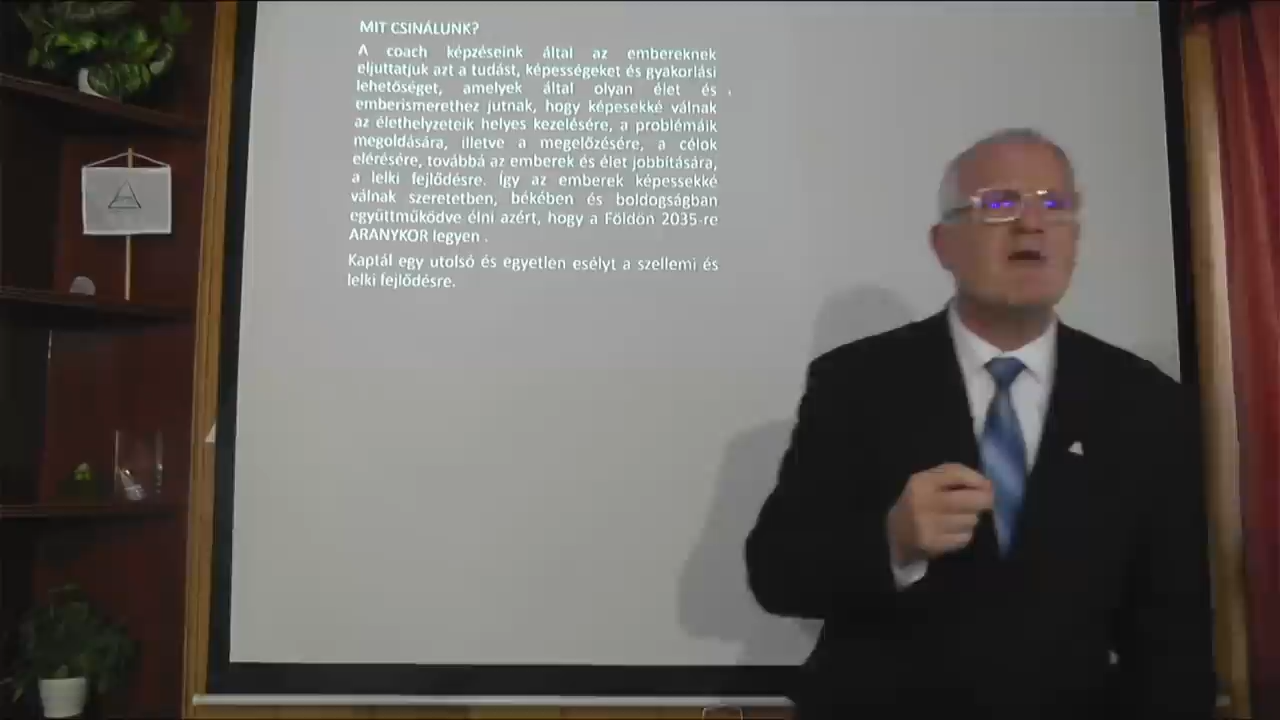 MIT CSINÁLUNK?
A coach képzéseink által az embereknek
eljuttatjuk azt a tudást, képességeket és gyakorlási
lehetőséget, amelyek által olyan élet és
emberismerethez jutnak, hogy képesekké válnak
az élethelyzeteik helyes kezelésére, a problémáik
megoldására, illetve a megelőzésére, a célok
elérésére, továbbá az emberek és élet jobbítására,
a lelki fejlődésre. Így az emberek képessekké
válnak szeretetben, békében és boldogságban
együttműködve élni azért, hogy a Földön 2035-re
ARANYKOR legyen .
Kaptál egy utolsó és egyetlen esélyt a szellemi és
lelki fejlődésre.